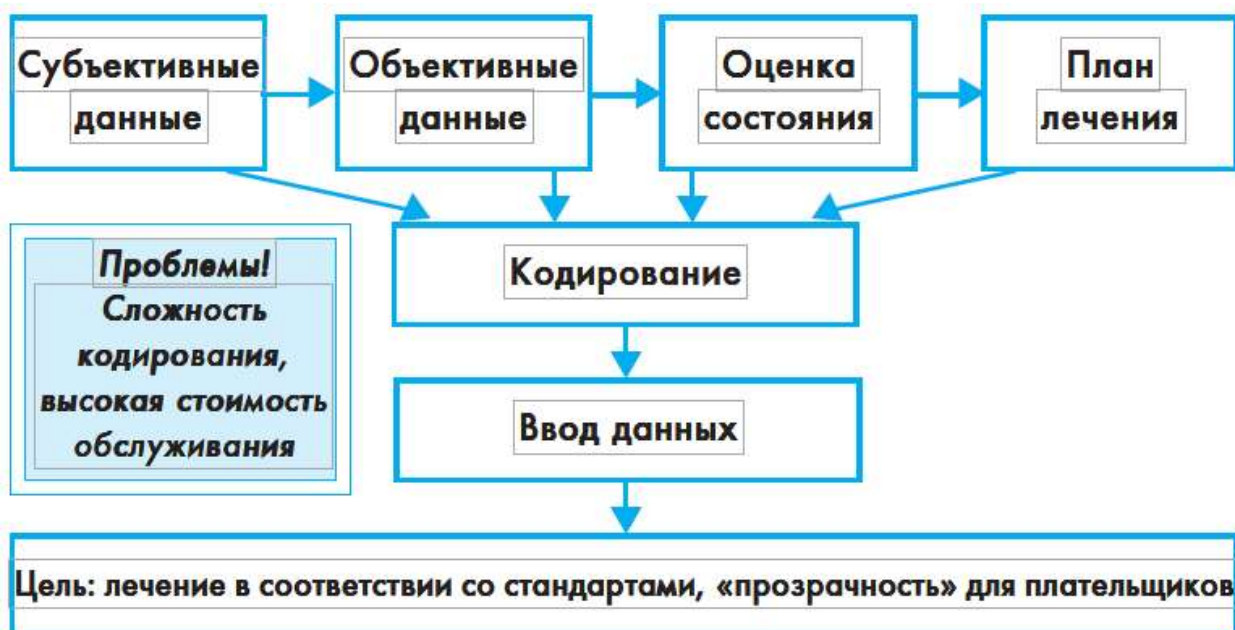 Субъективные
данные
Объективные
данные
Оценка
состояния
План
лечения
Кодирование
Проблемы!
Сложность
кодирования,
высокая стоимость
обслуживания
Ввод данных
Цель: лечение в соответствии со стандартами, «прозрачность» для плательщиков